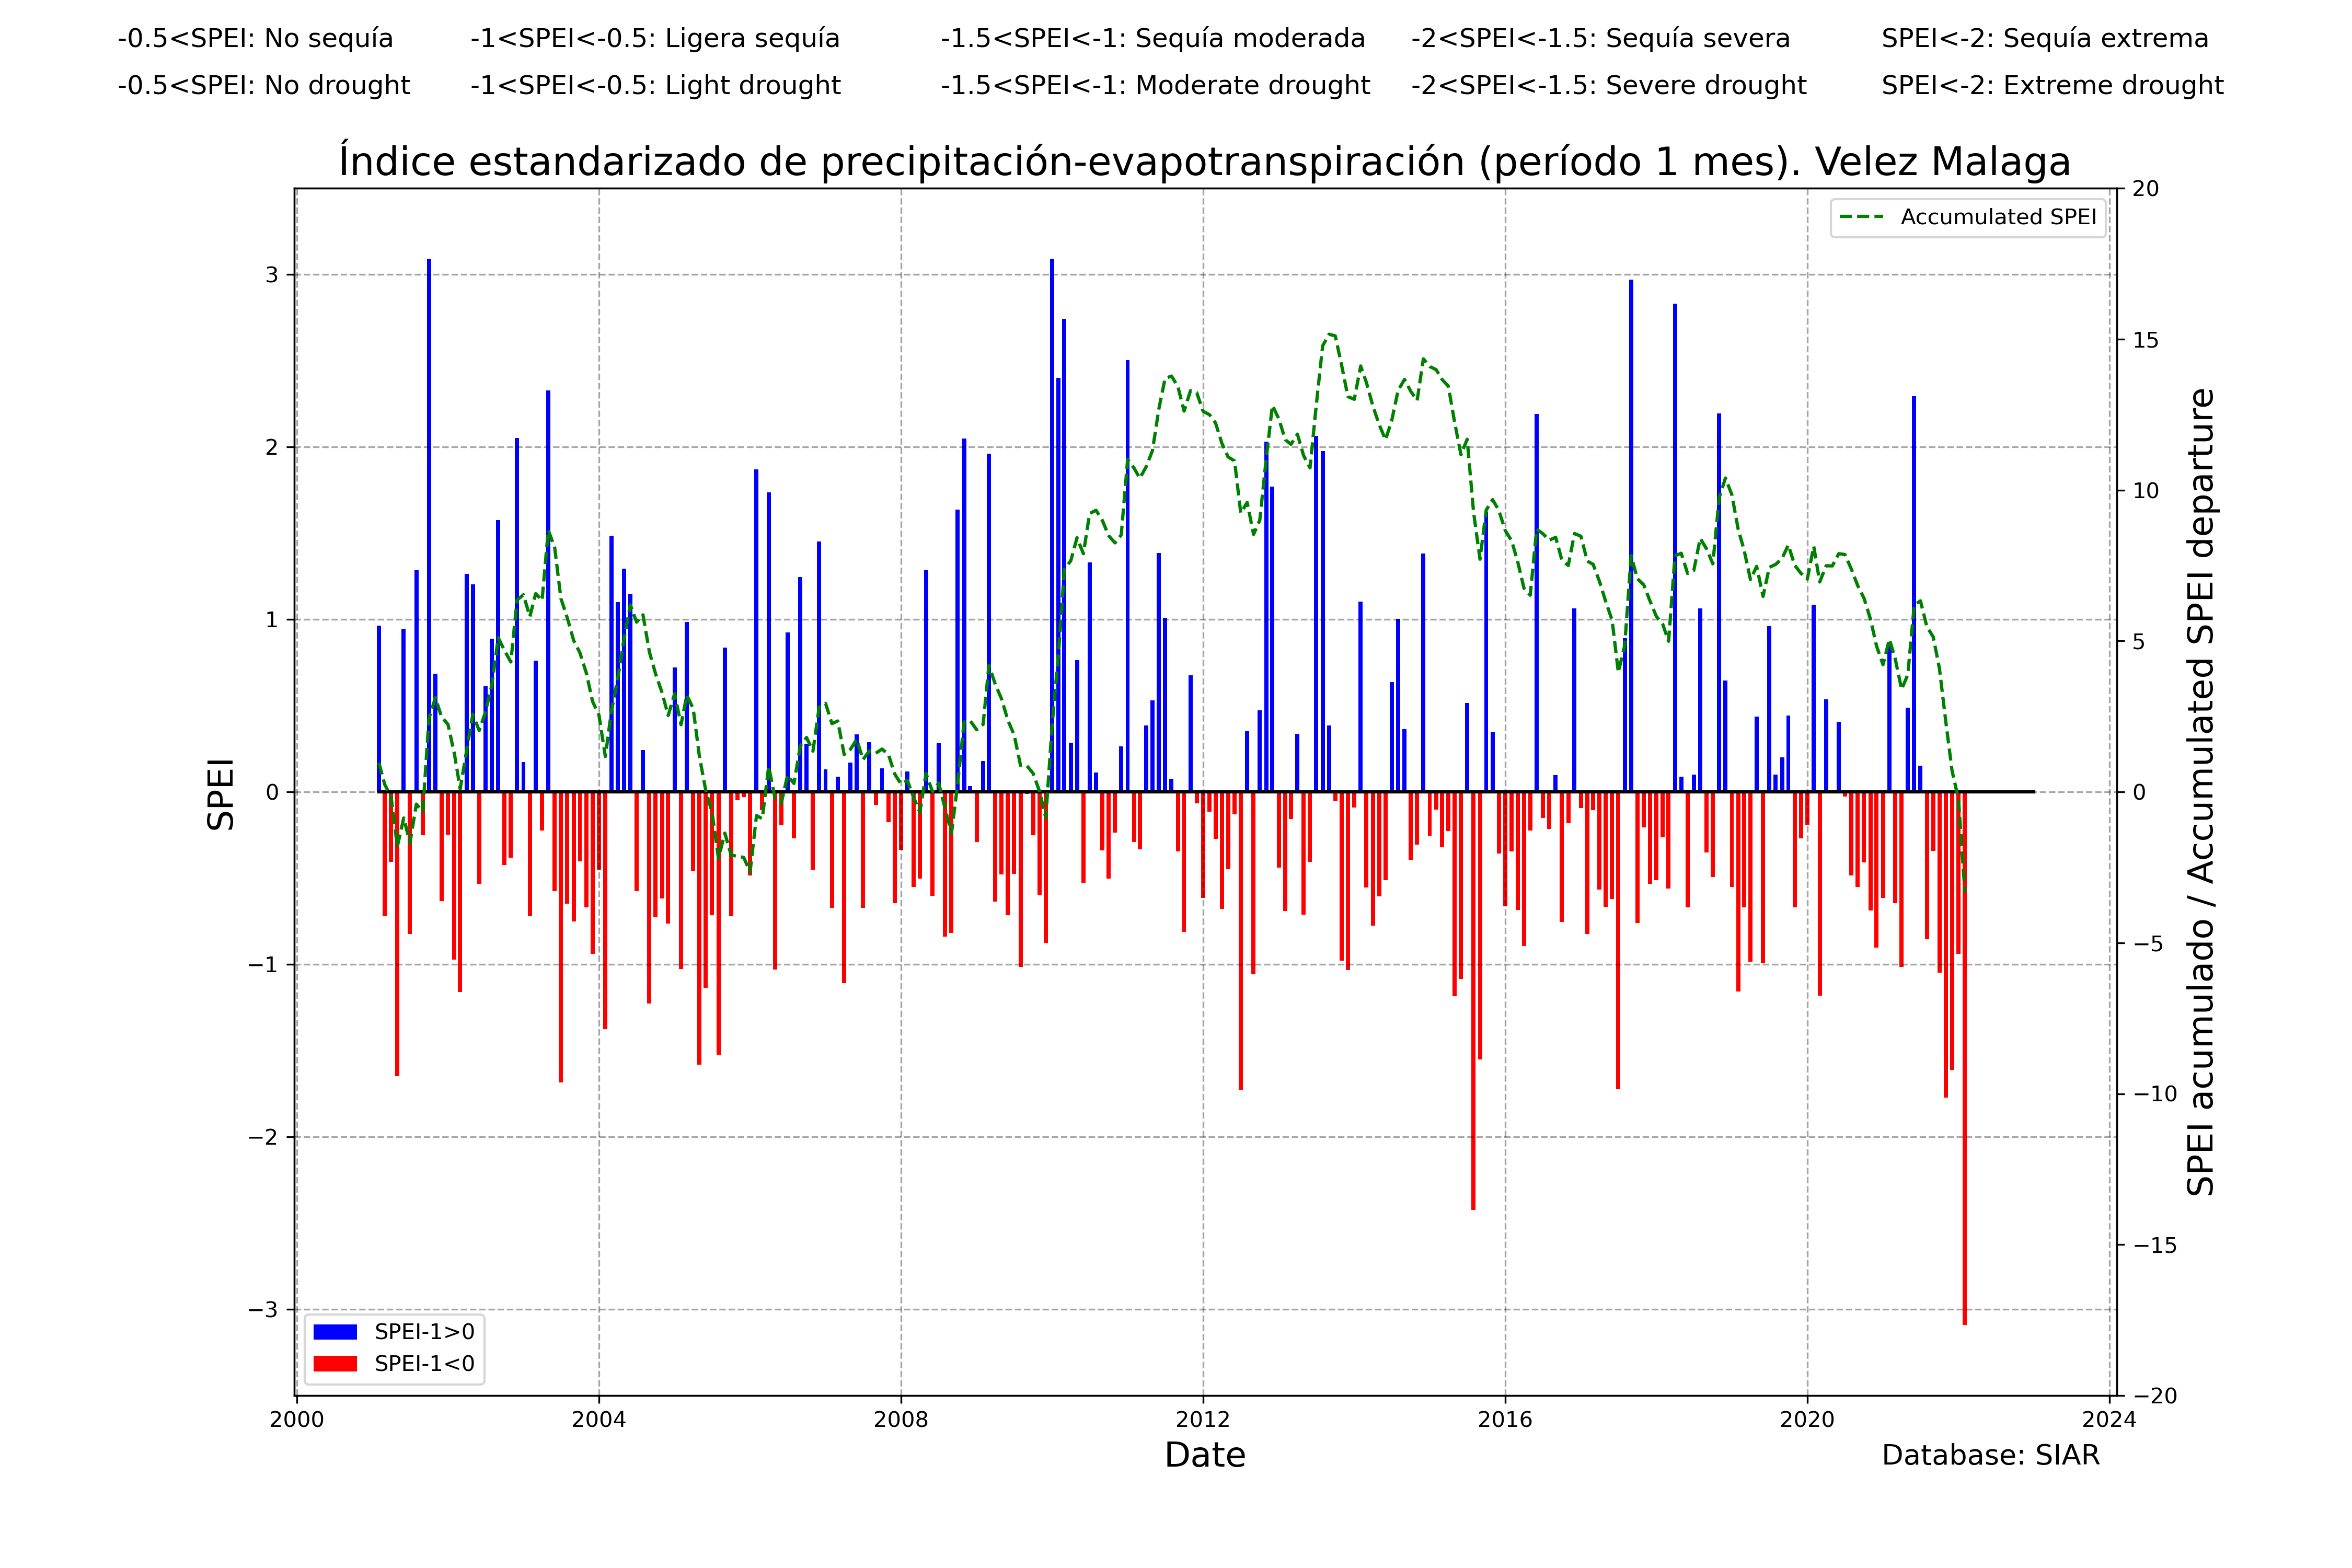 -0.5<SPEI: No sequía -1<SPEI<-0.5: Ligera sequía -1.5<SPEI<-1: Sequía moderada -2<SPEI<-1.5: Sequía severa SPEI<-2: Sequía extrema
-0.5<SPEI: No drought -1<SPEI<-0.5: Light drought -1.5<SPEI<-1: Moderate drought -2<SPEI<-1.5: Severe drought SPEI<-2: Extreme drought
Índice estandarizado de precipitación-evapotranspiración (período 1 mes). Velez Malaga
Accumulated SPEI
SPEI
3
2
1
0
−1
−2
−3
20
15
10
5
0
−5
−10
−15
−20
SPEI acumulado / Accumulated SPEI departure
SPEI-1>0
SPEI-1<0
2000 2004 2008 2012 2016 2020 2024
Date
Database: SIAR